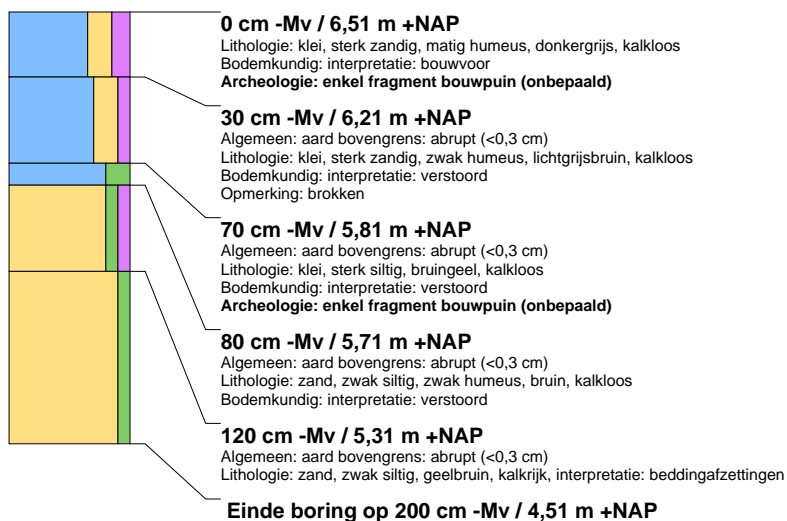 0 cm -Mv / 6,51 m +NAP
Lithologie: klei, sterk zandig, matig humeus, donkergrijs, kalkloos
Bodemkundig: interpretatie: bouwvoor
Archeologie: enkel fragment bouwpuin (onbepaald)
30 cm -Mv / 6,21 m +NAP
Algemeen: aard bovengrens: abrupt (<0,3 cm)
Lithologie: klei, sterk zandig, zwak humeus, lichtgrijsbruin, kalkloos
Bodemkundig: interpretatie: verstoord
Opmerking: brokken
70 cm -Mv / 5,81 m +NAP
Algemeen: aard bovengrens: abrupt (<0,3 cm)
Lithologie: klei, sterk siltig, bruingeel, kalkloos
Bodemkundig: interpretatie: verstoord
Archeologie: enkel fragment bouwpuin (onbepaald)
80 cm -Mv / 5,71 m +NAP
Algemeen: aard bovengrens: abrupt (<0,3 cm)
Lithologie: zand, zwak siltig, zwak humeus, bruin, kalkloos
Bodemkundig: interpretatie: verstoord
120 cm -Mv / 5,31 m +NAP
Algemeen: aard bovengrens: abrupt (<0,3 cm)
Lithologie: zand, zwak siltig, geelbruin, kalkrijk, interpretatie: beddingafzettingen
Einde boring op 200 cm -Mv / 4,51 m +NAP